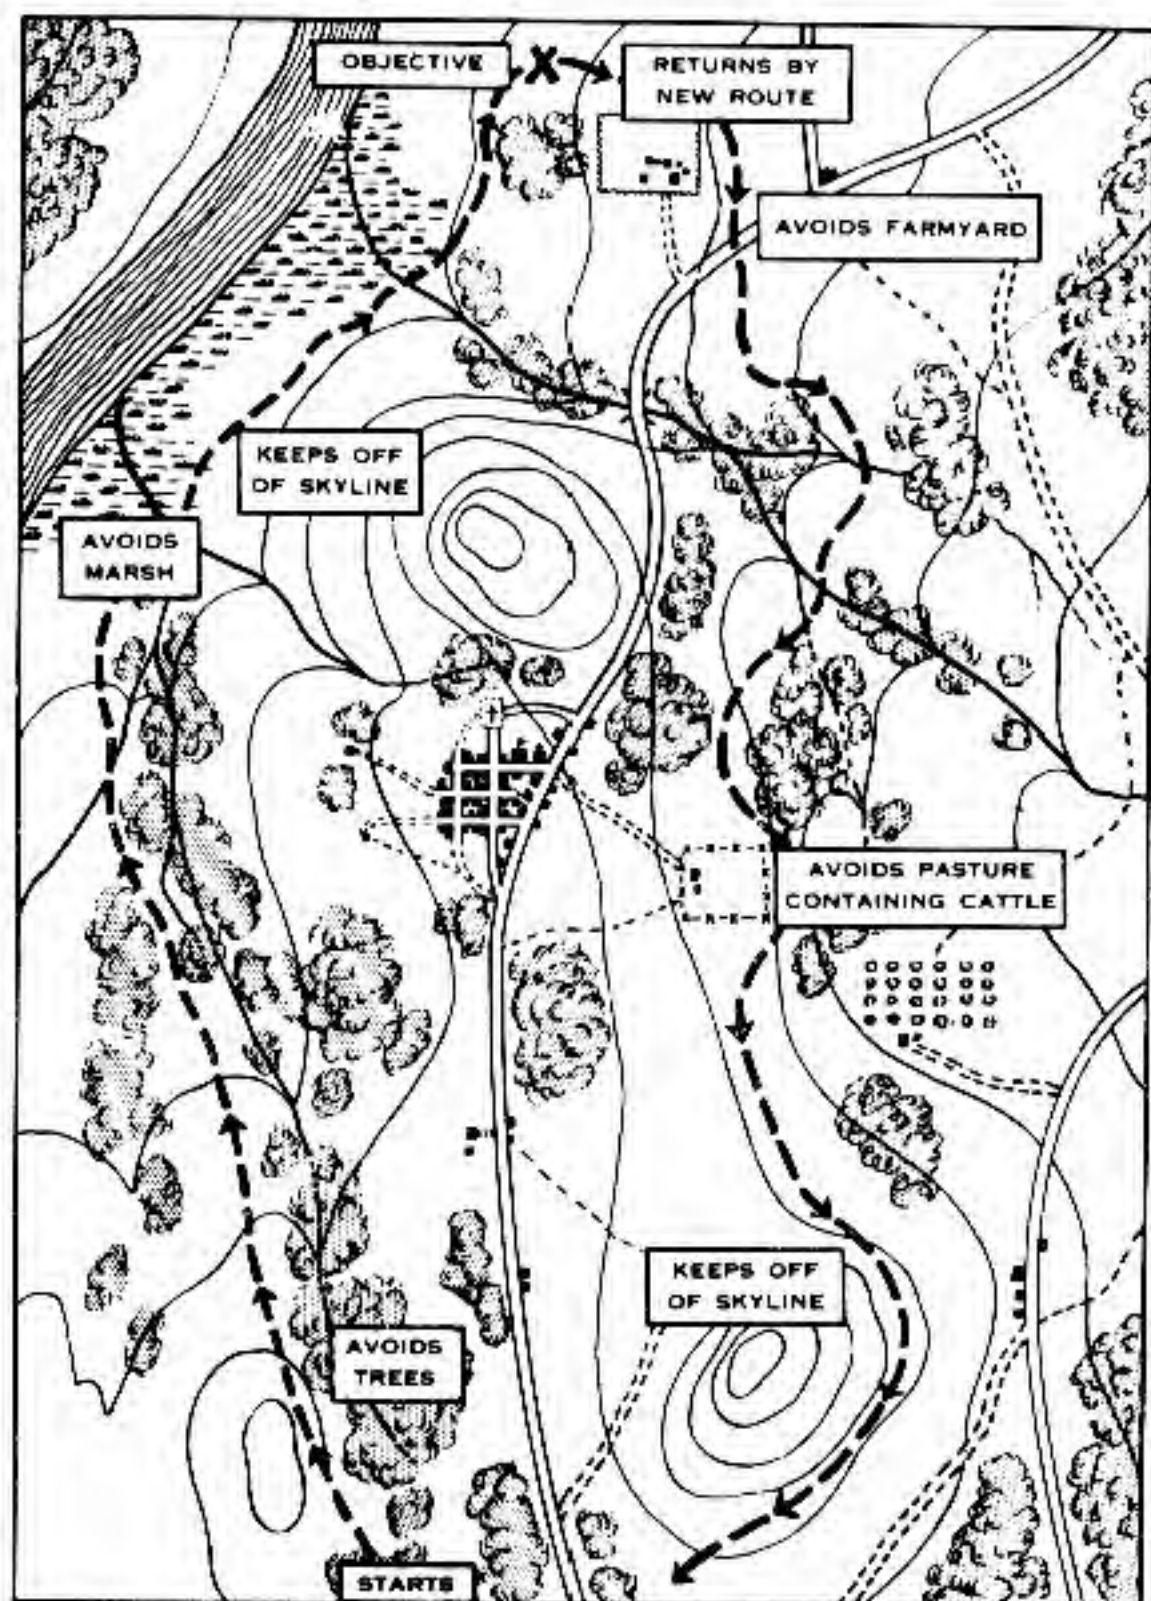 OBJECTIVE
RETURNS BY
NEW ROUTE
AVOIDS FARMYARD
KEEPS OFF
OF SKYLINE
AVOIDS
MARSH
AVOIDS PASTURE
CONTAINING CATTLE
KEEPS OFF
OF SKYLINE
AVOIDS
TREES
STARTS